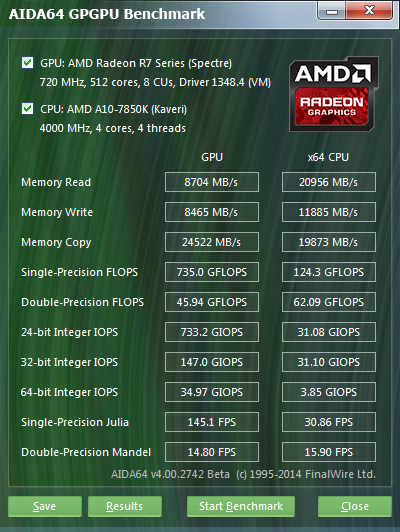 AIDA64 GPGPU Benchmark
GPU: AMD Radeon R7 Series (Spectre)
720 MHz, 512 cores, 8 CUs, Driver 1348.4 (VM)
CPU: AMD A10-7850K (Kaveri)
4000 MHz, 4 cores, 4 threads
AMD
RADEON
GRAPHICS
GPU x64 CPU
Memory Read 8704 MB/s 20956 MB/s
Memory Write 8465 MB/s 11885 MB/s
Memory Copy 24522 MB/s 19873 MB/s
Single-Precision FLOPS 735.0 GFLOPS 124.3 GFLOPS
Double-Precision FLOPS 45.94 GFLOPS 62.09 GFLOPS
24-bit Integer IOPS 733.2 GIOPS 31.08 GIOPS
32-bit Integer IOPS 147.0 GIOPS 31.10 GIOPS
64-bit Integer IOPS 34.97 GIOPS 3.85 GIOPS
Single-Precision Julia 145.1 FPS 30.86 FPS
Double-Precision Mandel 14.80 FPS 15.90 FPS
AIDA64 v4.00.2742 Beta (c) 1995-2014 FinalWire Ltd.
Save Results Start Benchmark Close